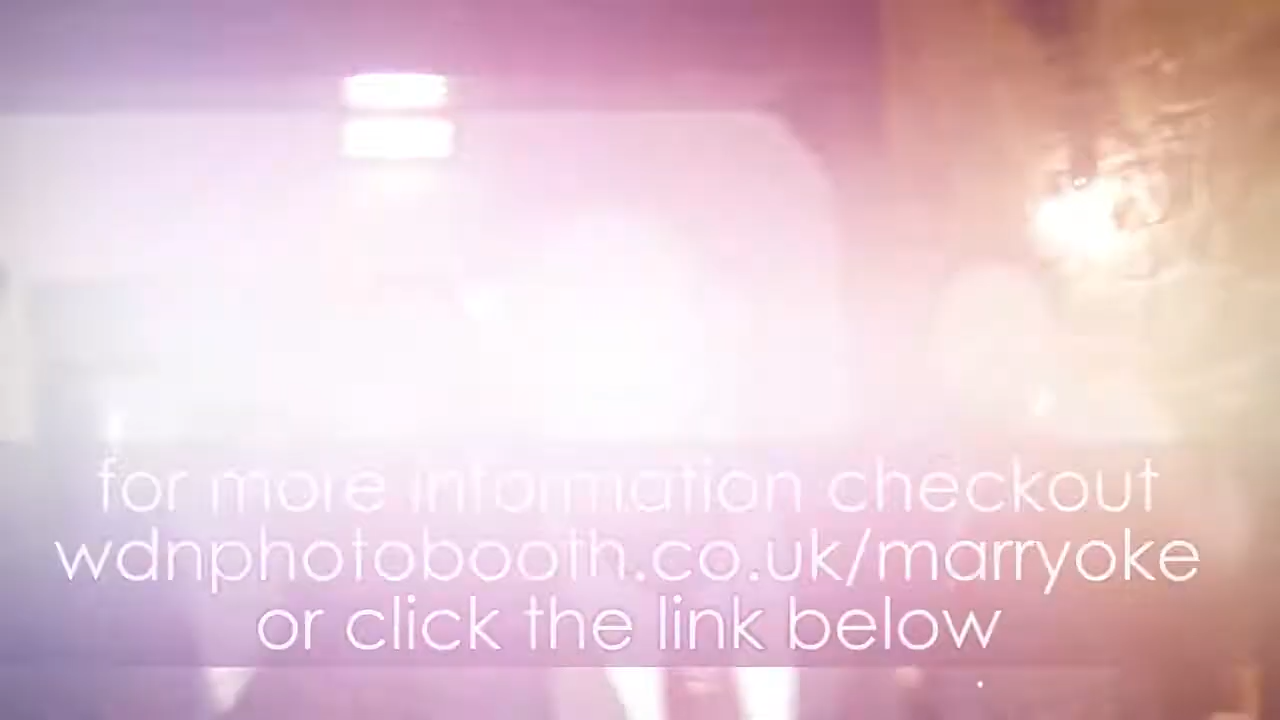 for more information checkout
wdnphotobooth.co.uk/marryoke
or click the link below